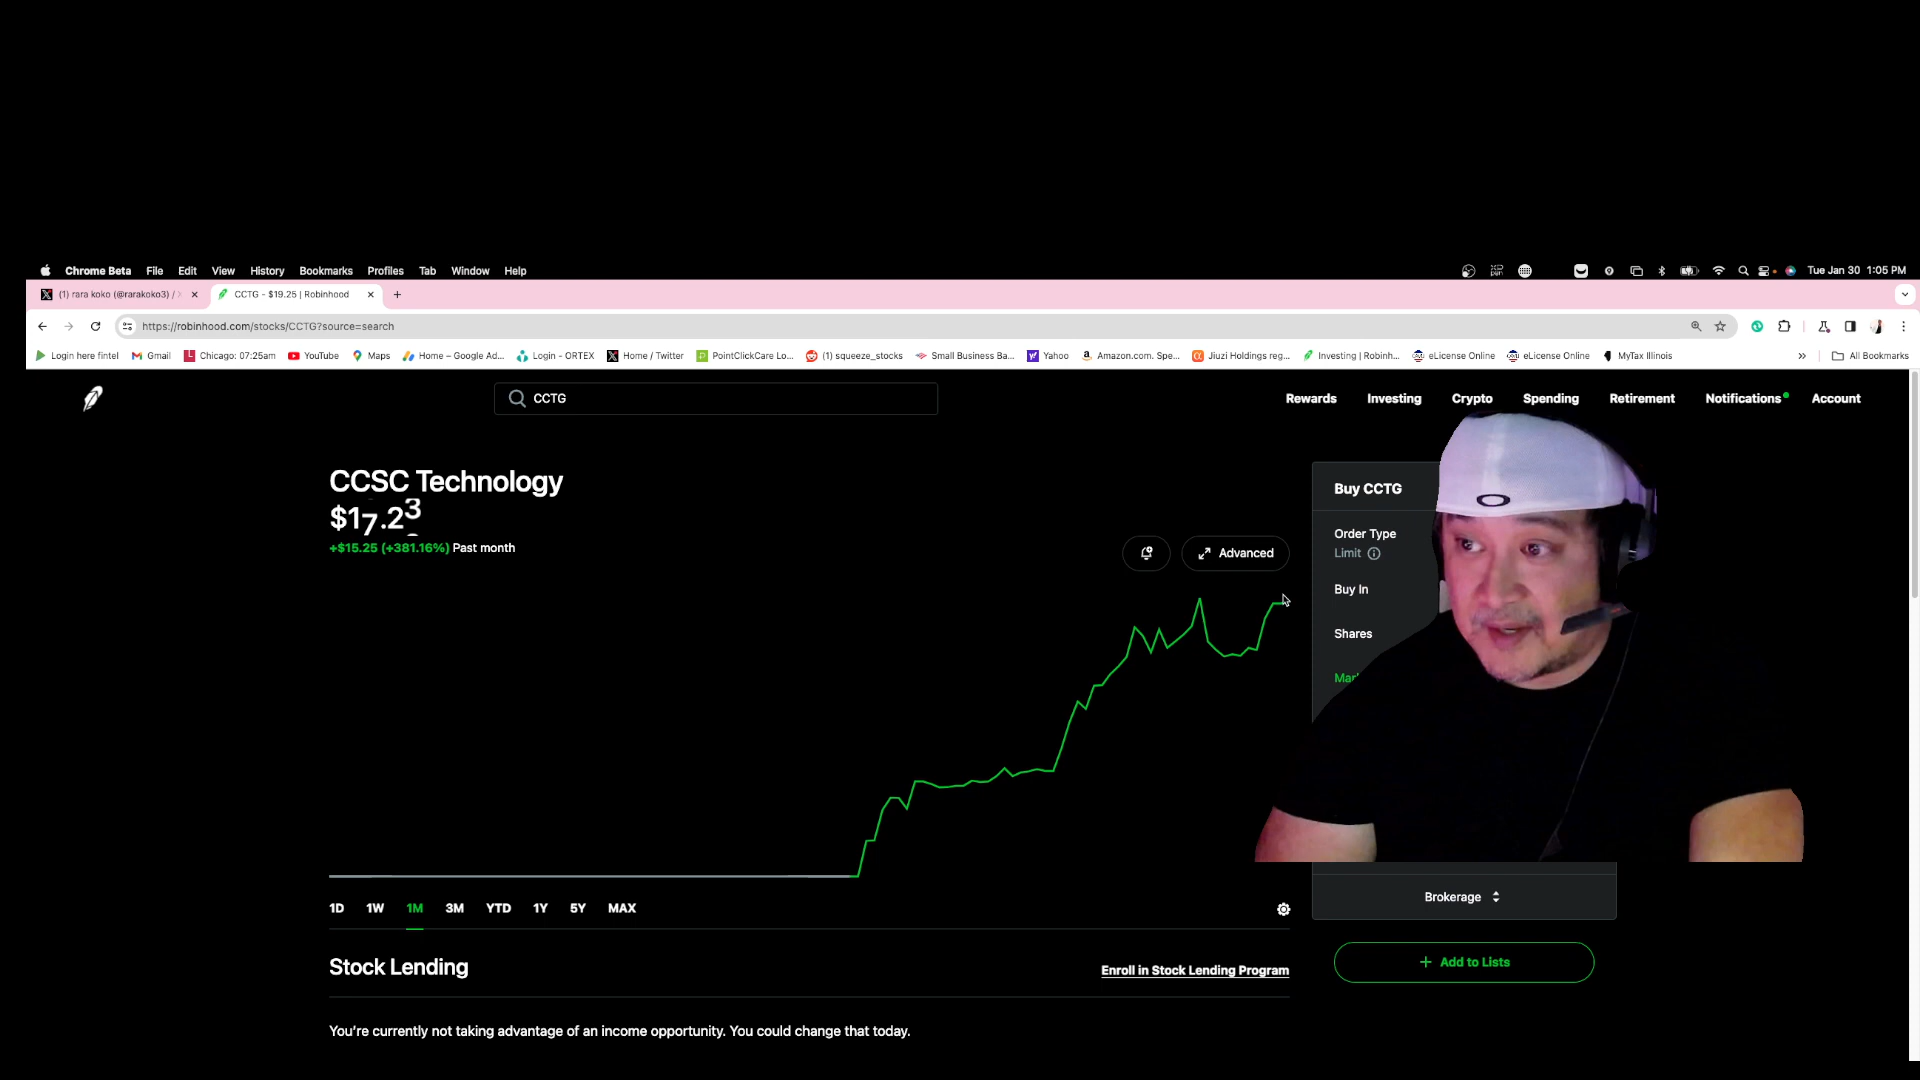 Chrome Beta File Edit View History Bookmarks Profiles Tab Window Help Tue Jan 30 1:05 PM
(1) rara koko (@rarakoko3) / CCTG - $19.25 | Robinhood
https://robinhood.com/stocks/CCTG?source=search
Login here fintel Gmail Chicago: 07:25am YouTube Maps Home – Google Ad... Login - ORTEX Home / Twitter PointClickCare Lo... (1) squeeze_stocks Small Business Ba... Yahoo Amazon.com. Spe... Jiuzi Holdings reg... Investing | Robinh... eLicense Online eLicense Online MyTax Illinois » All Bookmarks
CCTG Rewards Investing Crypto Spending Retirement Notifications Account
CCSC Technology
$17.23
+$15.25 (+381.16%) Past month
Advanced
Buy CCTG
Order Type
Limit
Buy In
Shares
1D 1W 1M 3M YTD 1Y 5Y MAX
Brokerage
Stock Lending
Enroll in Stock Lending Program
+ Add to Lists
You're currently not taking advantage of an income opportunity. You could change that today.